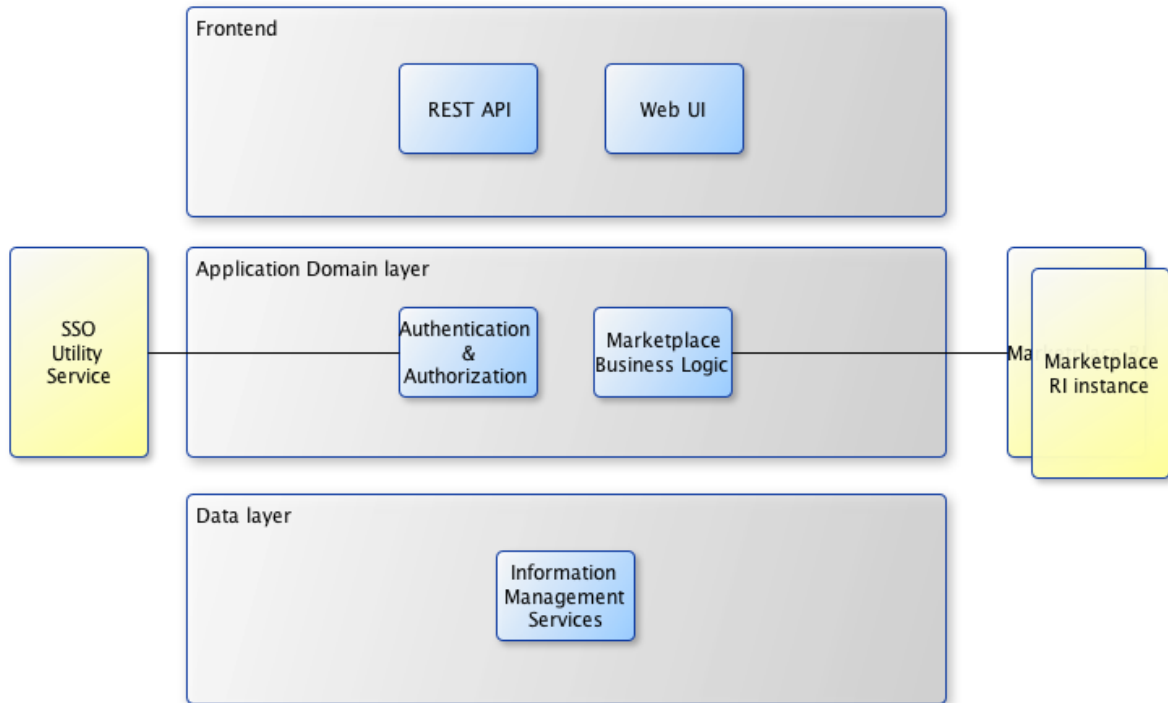 Frontend
REST API
Web UI
Application Domain layer
SSO
Utility
Service
Authentication
&
Authorization
Marketplace
Business Logic
Marketplace
RI instance
Data layer
Information
Management
Services